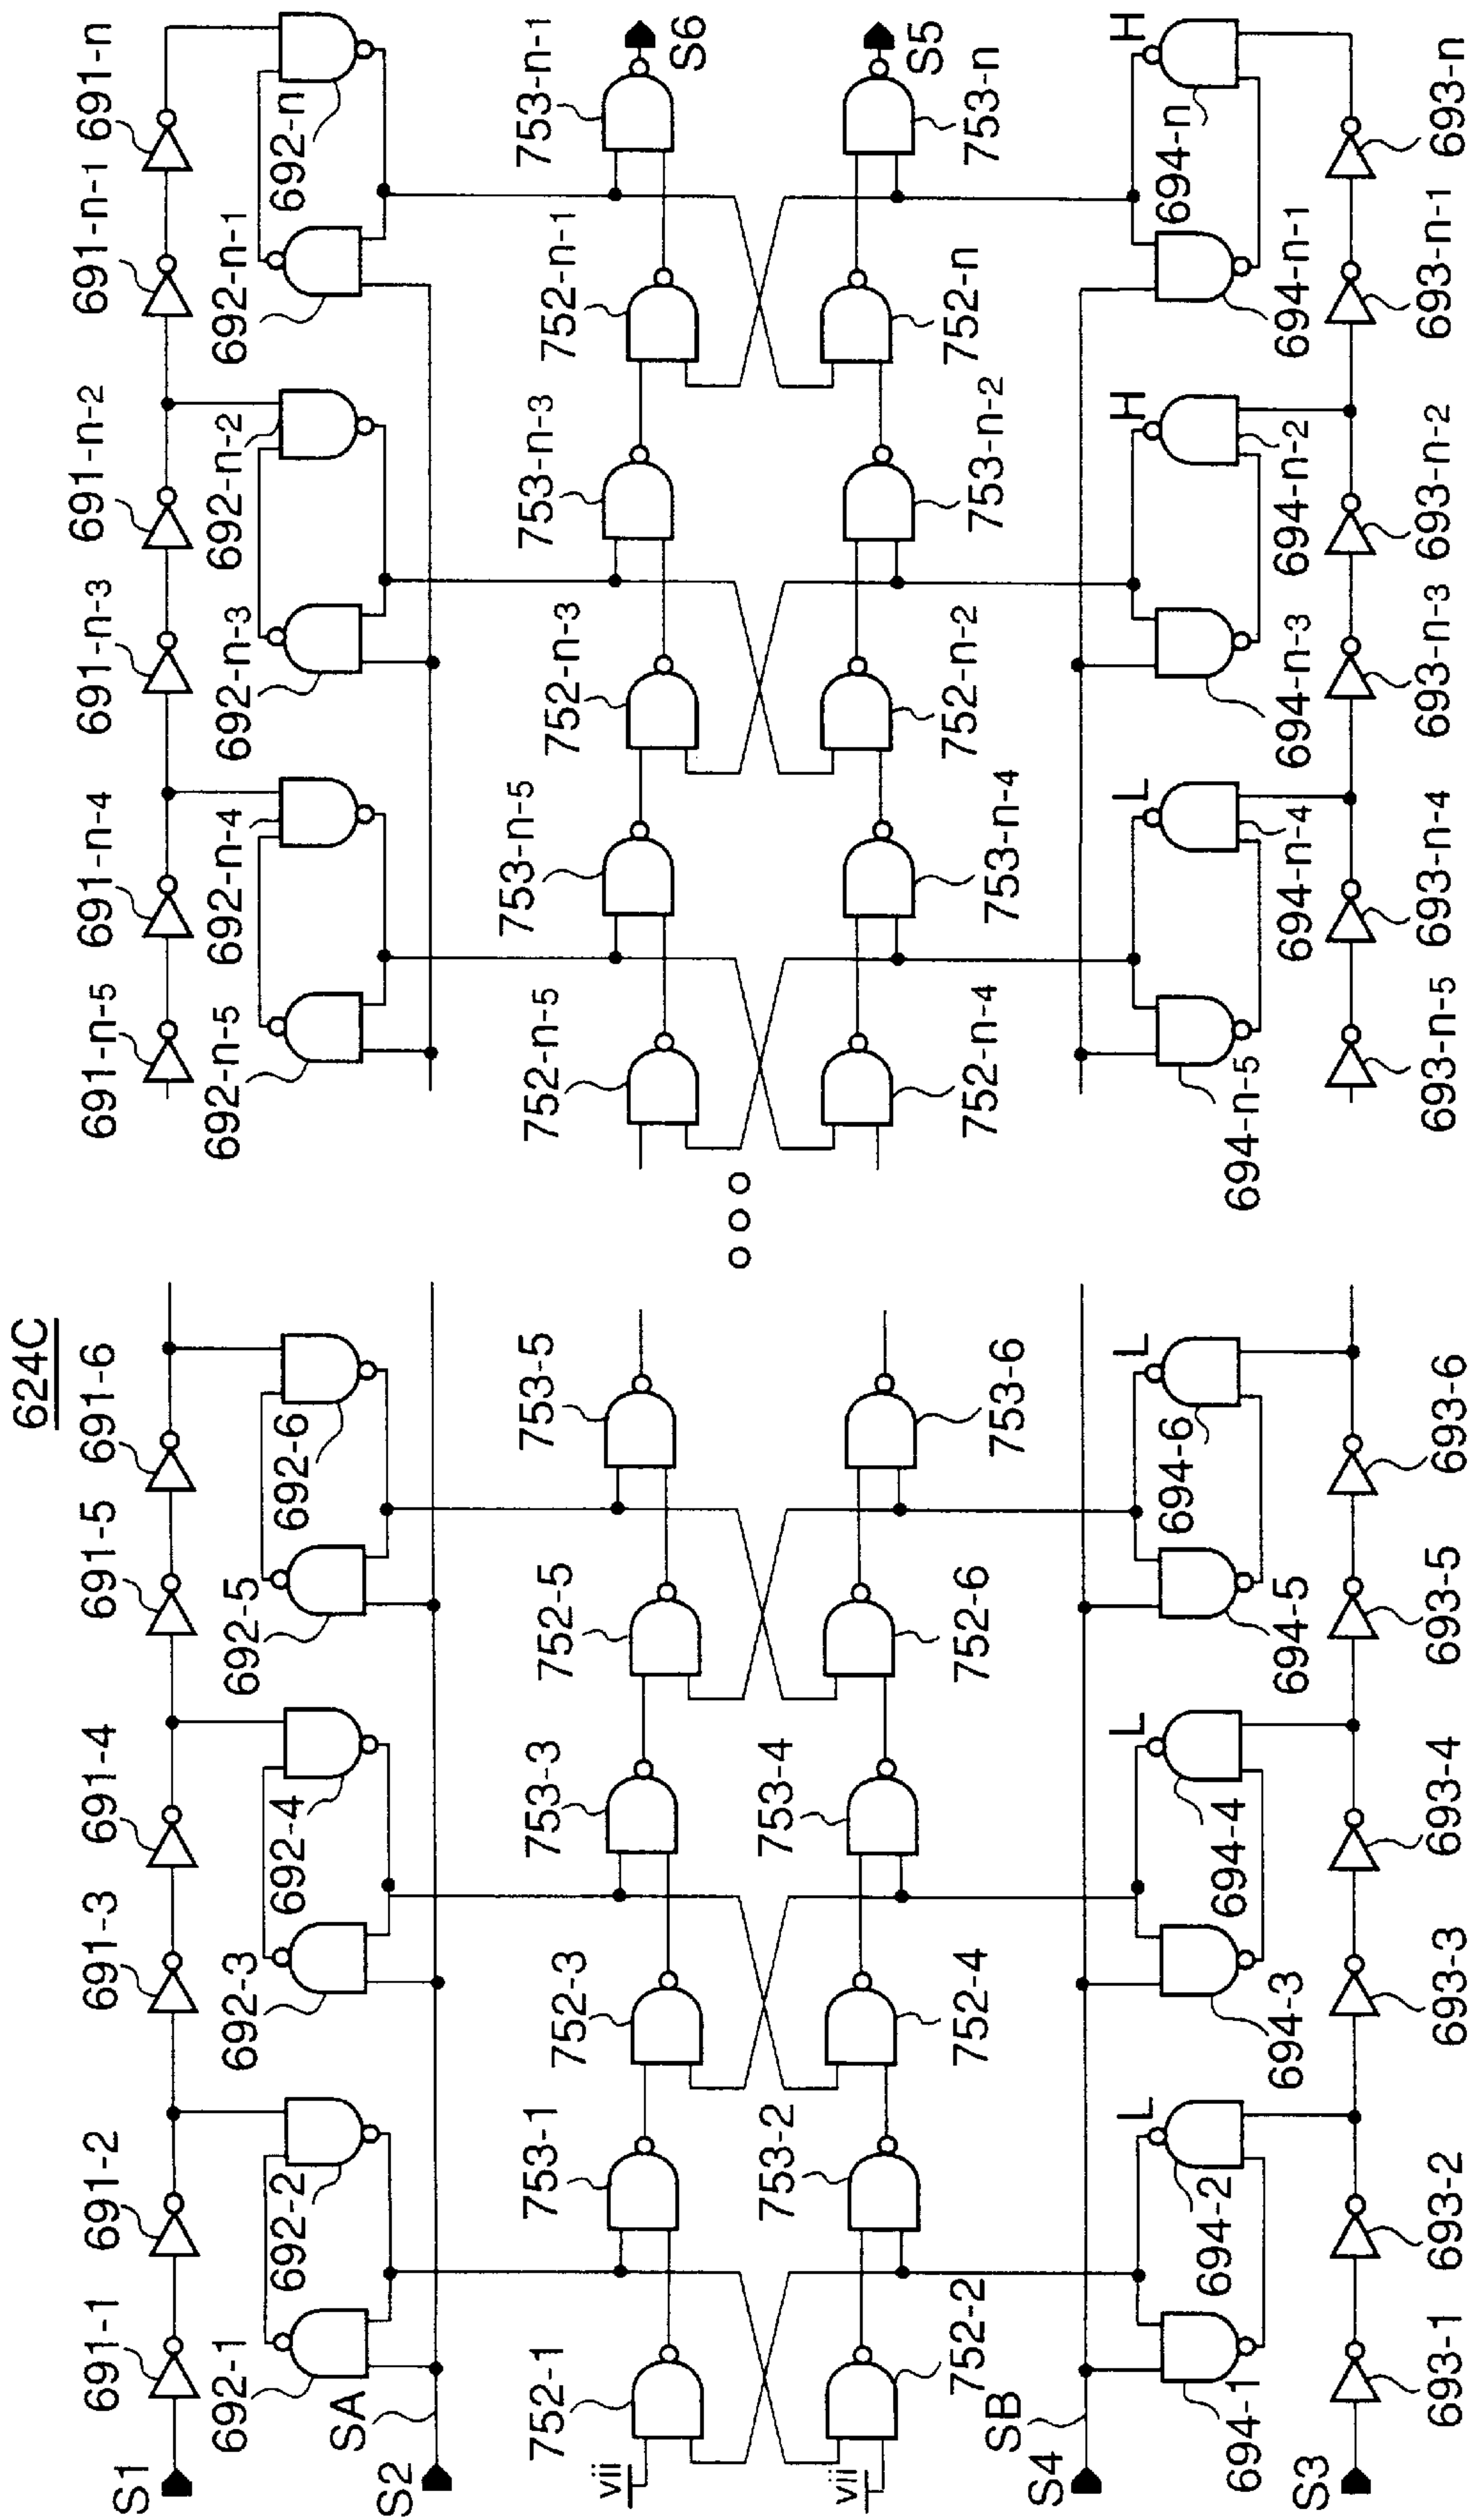 624C
S1 691-1 691-2 691-3 691-4 691-5 691-6 691-n-5 691-n-4 691-n-3 691-n-2 691-n-1 691-n
692-1 692-2 692-3 692-4 692-5 692-6 692-n-5 692-n-4 692-n-3 692-n-2 692-n-1 692-n
SA
S2
753-1 753-3 753-5 753-n-5 753-n-3 753-n-1
S6
752-1 752-3 752-5 752-n-5 752-n-3 752-n-1
vii
vii
753-2 753-4 753-6 753-n-4 753-n-2 753-n
S5
752-2 752-4 752-6 752-n-4 752-n-2 752-n
SB
S4
L L L L H H
694-1 694-2 694-3 694-4 694-5 694-6 694-n-5 694-n-4 694-n-3 694-n-2 694-n-1 694-n
S3 693-1 693-2 693-3 693-4 693-5 693-6 693-n-5 693-n-4 693-n-3 693-n-2 693-n-1 693-n